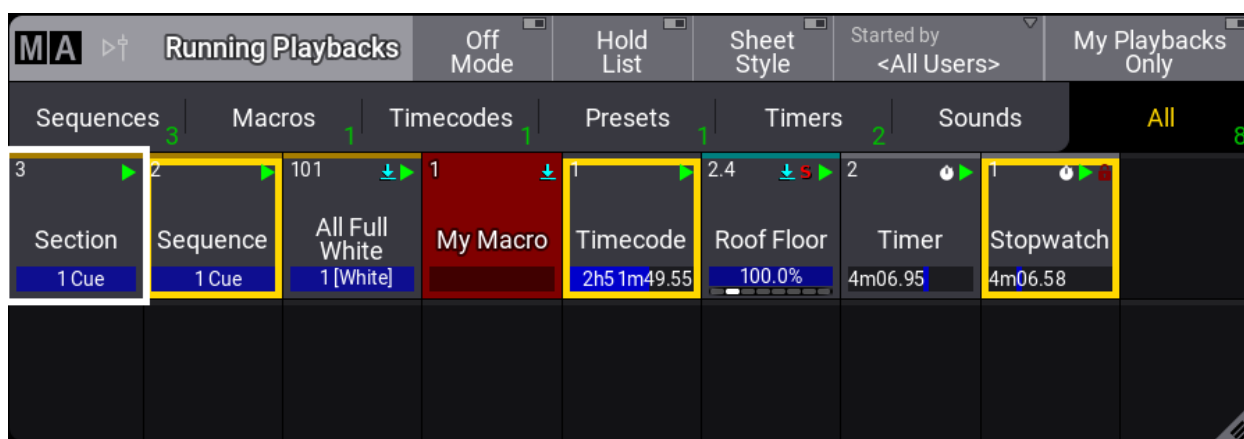 MA Running Playbacks
Off
Mode
Hold
List
Sheet
Style
Started by
<All Users>
My Playbacks
Only
Sequences 3
Macros 1
Timecodes 1
Presets 1
Timers 2
Sounds
All 8
3
Section
1 Cue
2
Sequence
1 Cue
101
All Full
White
1 [White]
1
My Macro
1
Timecode
2h51m49.55
2.4 S
Roof Floor
100.0%
2
Timer
4m06.95
1
Stopwatch
4m06.58